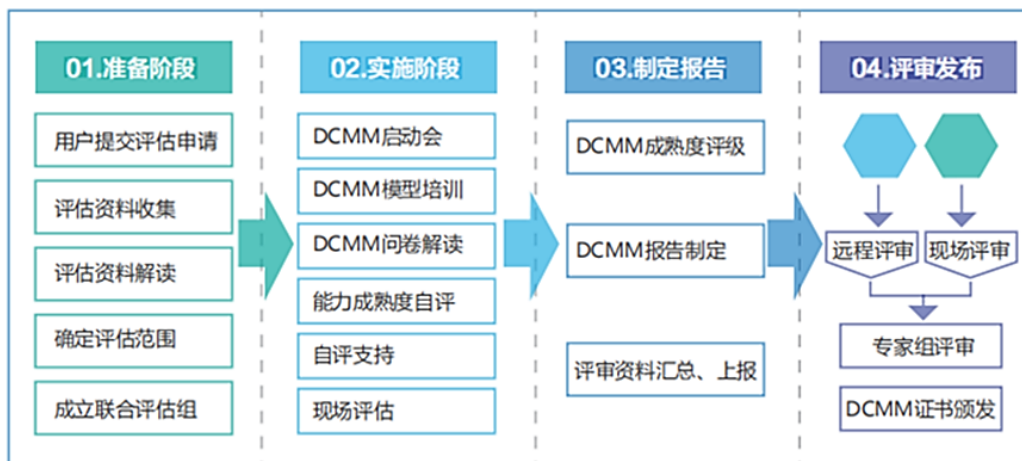 01.准备阶段
用户提交评估申请
评估资料收集
评估资料解读
确定评估范围
成立联合评估组
02.实施阶段
DCMM启动会
DCMM模型培训
DCMM问卷解读
能力成熟度自评
自评支持
现场评估
03.制定报告
DCMM成熟度评级
DCMM报告制定
评审资料汇总、上报
04.评审发布
远程评审
现场评审
专家组评审
DCMM证书颁发